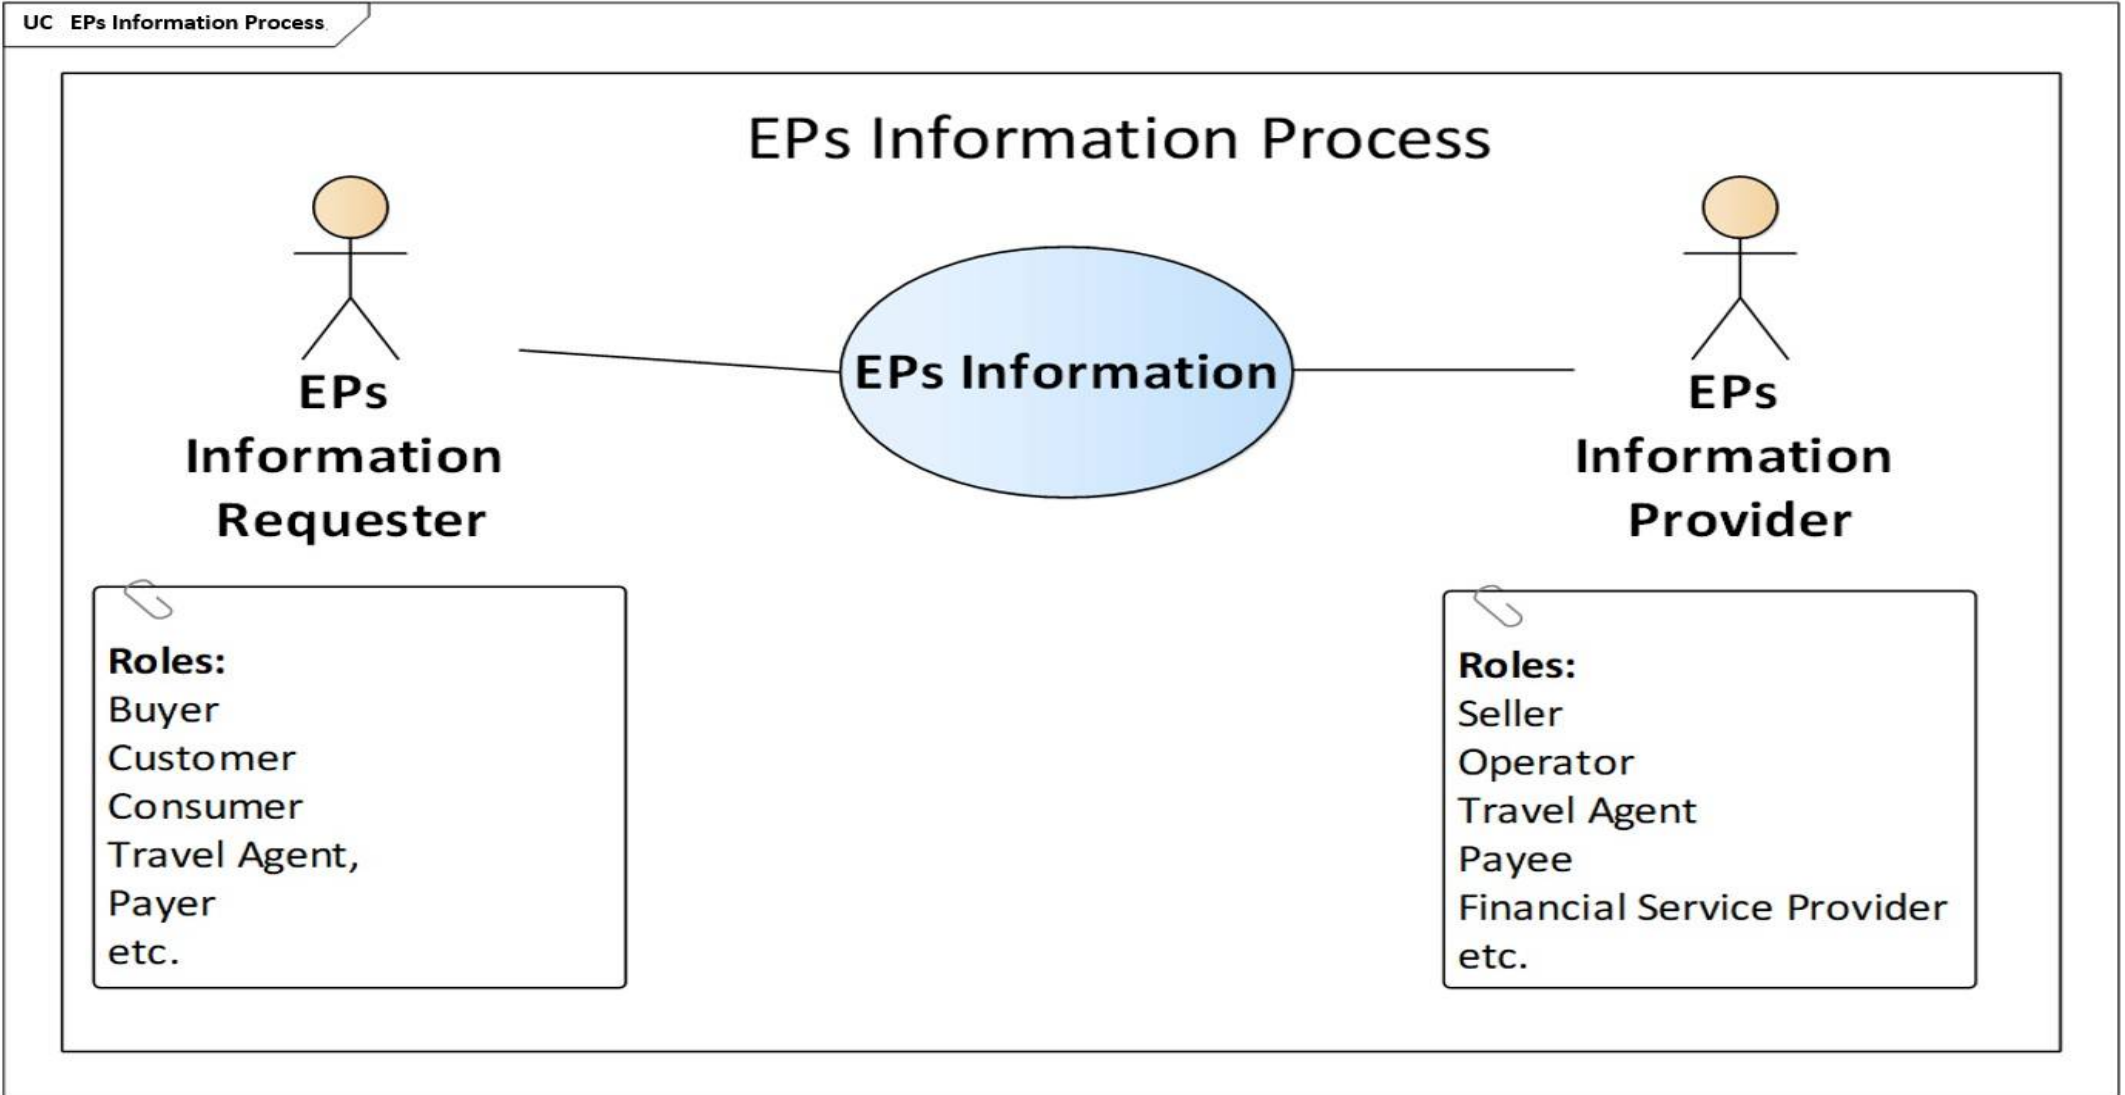 UC EPs Information Process
EPs Information Process
EPs
Information
Requester
EPs Information
EPs
Information
Provider
Roles:
Buyer
Customer
Consumer
Travel Agent,
Payer
etc.
Roles:
Seller
Operator
Travel Agent
Payee
Financial Service Provider
etc.